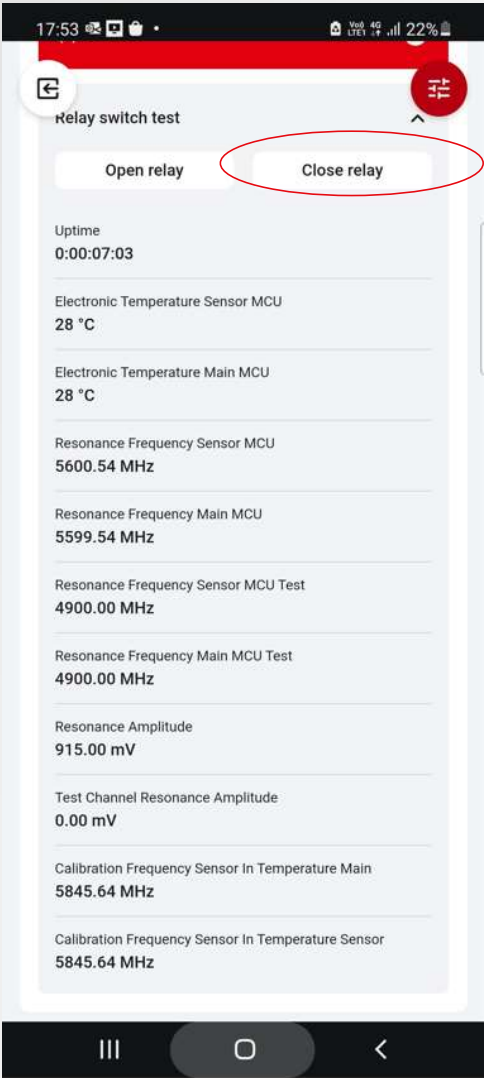 17:53
VoĐ 4G
LTE1 22%
Relay switch test
Open relay Close relay
Uptime
0:00:07:03
Electronic Temperature Sensor MCU
28 °C
Electronic Temperature Main MCU
28 °C
Resonance Frequency Sensor MCU
5600.54 MHz
Resonance Frequency Main MCU
5599.54 MHz
Resonance Frequency Sensor MCU Test
4900.00 MHz
Resonance Frequency Main MCU Test
4900.00 MHz
Resonance Amplitude
915.00 mV
Test Channel Resonance Amplitude
0.00 mV
Calibration Frequency Sensor In Temperature Main
5845.64 MHz
Calibration Frequency Sensor In Temperature Sensor
5845.64 MHz